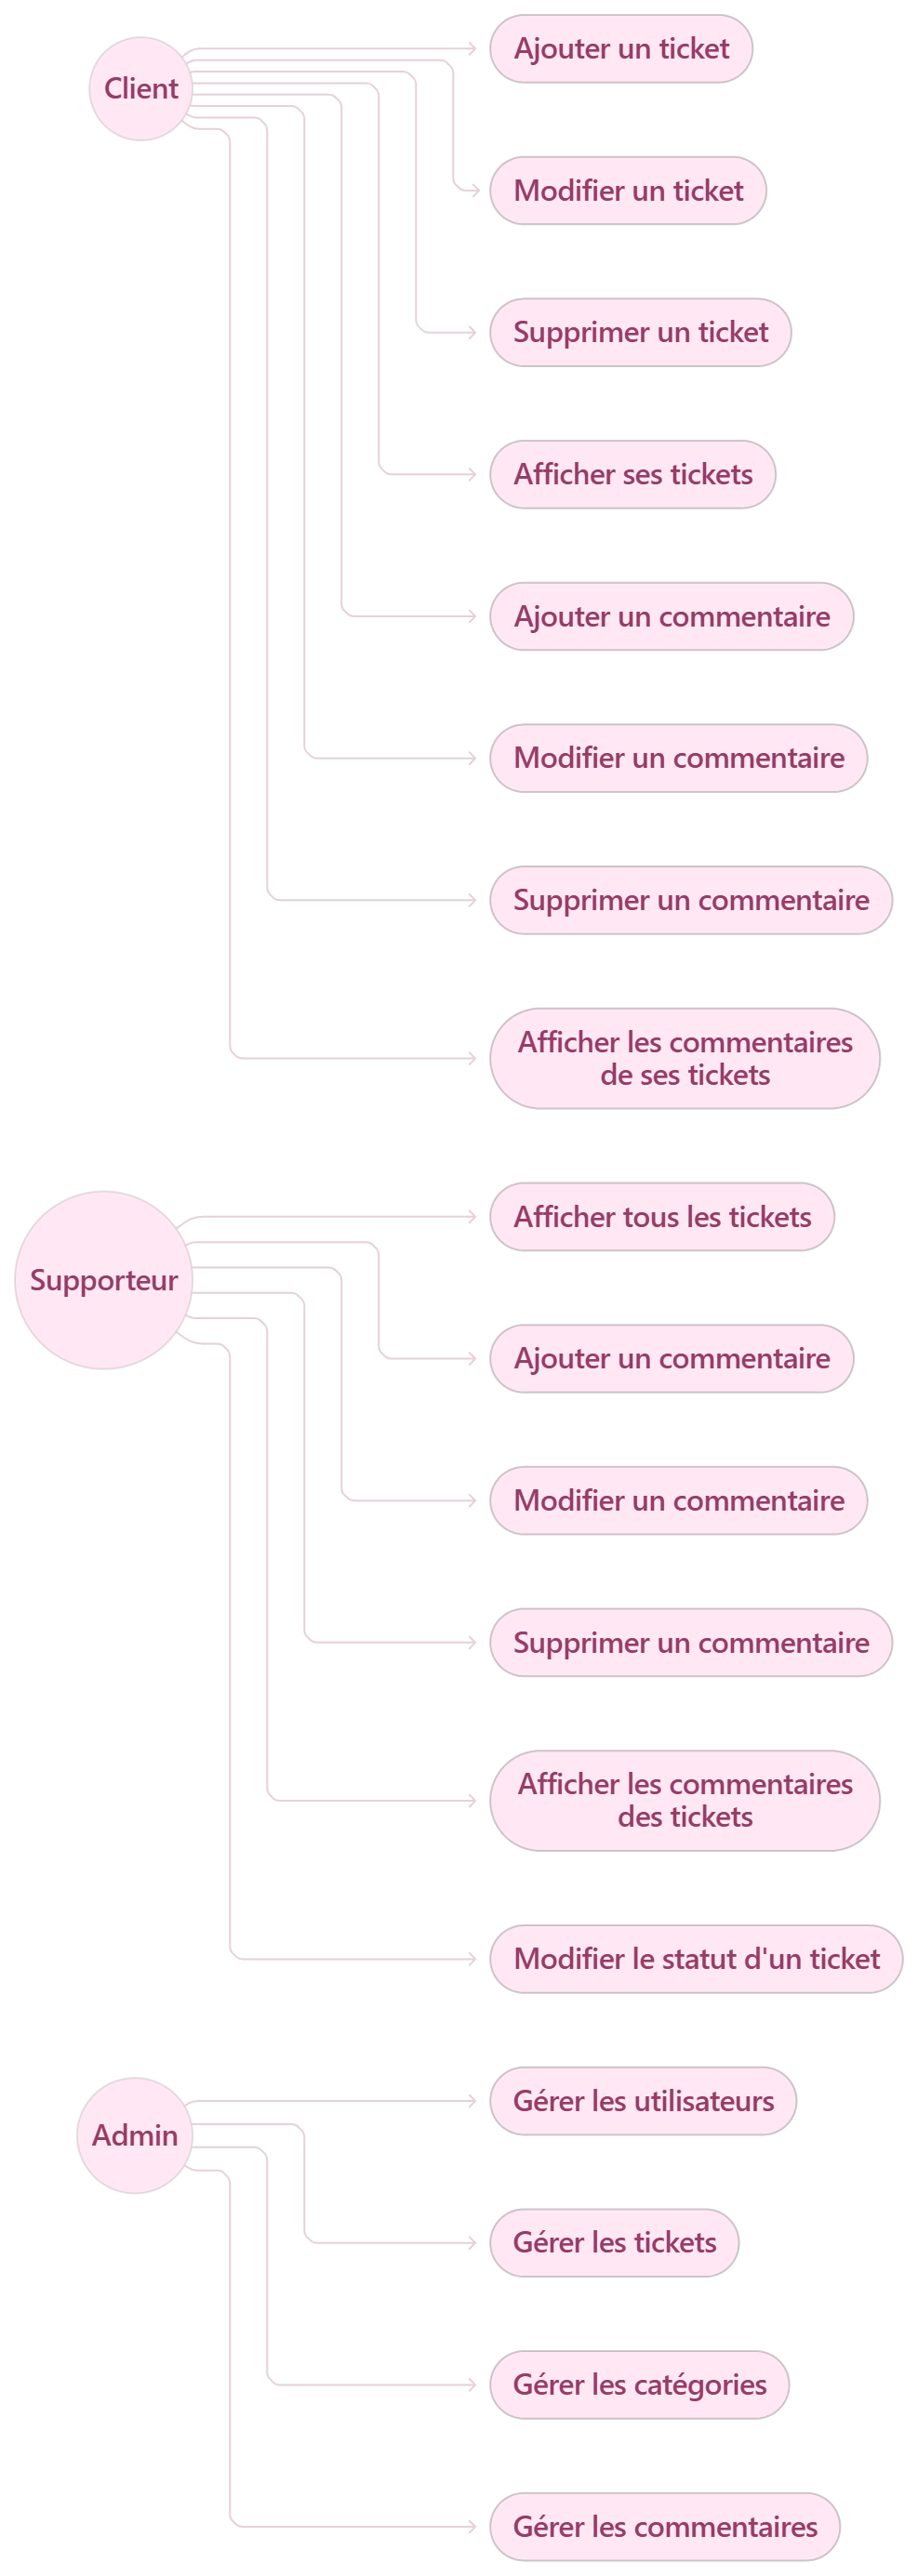 Client
Ajouter un ticket
Modifier un ticket
Supprimer un ticket
Afficher ses tickets
Ajouter un commentaire
Modifier un commentaire
Supprimer un commentaire
Afficher les commentaires
de ses tickets
Supporteur
Afficher tous les tickets
Ajouter un commentaire
Modifier un commentaire
Supprimer un commentaire
Afficher les commentaires
des tickets
Modifier le statut d'un ticket
Admin
Gérer les utilisateurs
Gérer les tickets
Gérer les catégories
Gérer les commentaires